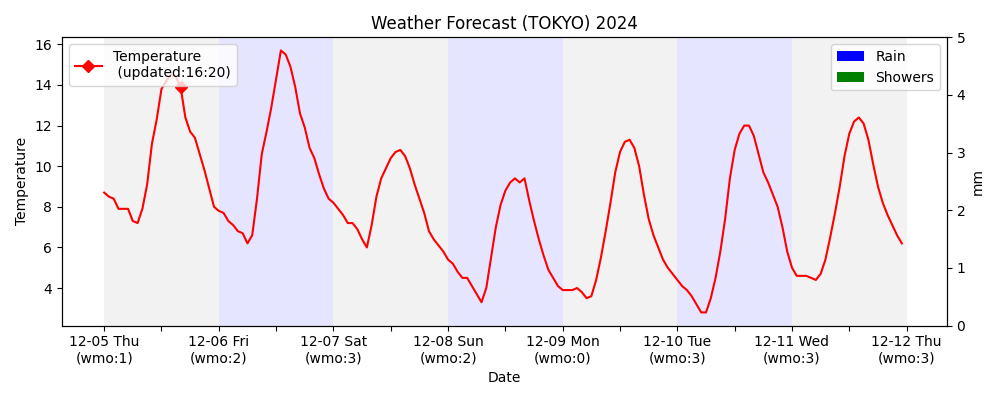 Weather Forecast (TOKYO) 2024
Temperature
(updated:16:20)
Rain
Showers
Temperature
16
14
12
10
8
6
4
5
4
3
2
1
0
mm
12-05 Thu
(wmo:1)
12-06 Fri
(wmo:2)
12-07 Sat
(wmo:3)
12-08 Sun
(wmo:2)
12-09 Mon
(wmo:0)
12-10 Tue
(wmo:3)
12-11 Wed
(wmo:3)
12-12 Thu
(wmo:3)
Date